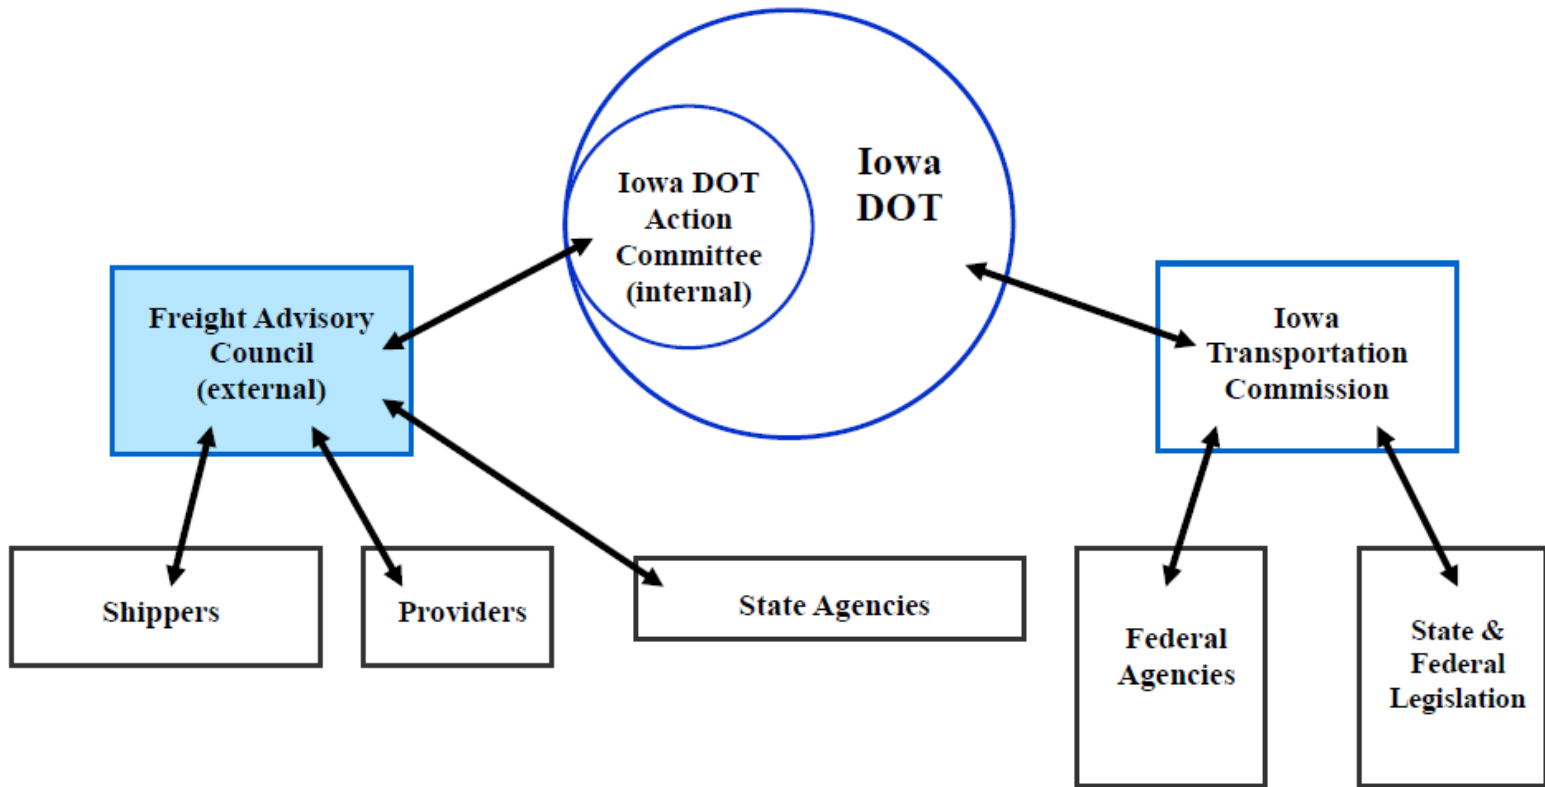 Iowa
DOT
Iowa DOT
Action
Committee
(internal)
Freight Advisory
Council
(external)
Iowa
Transportation
Commission
Shippers
Providers
State Agencies
Federal
Agencies
State &
Federal
Legislation